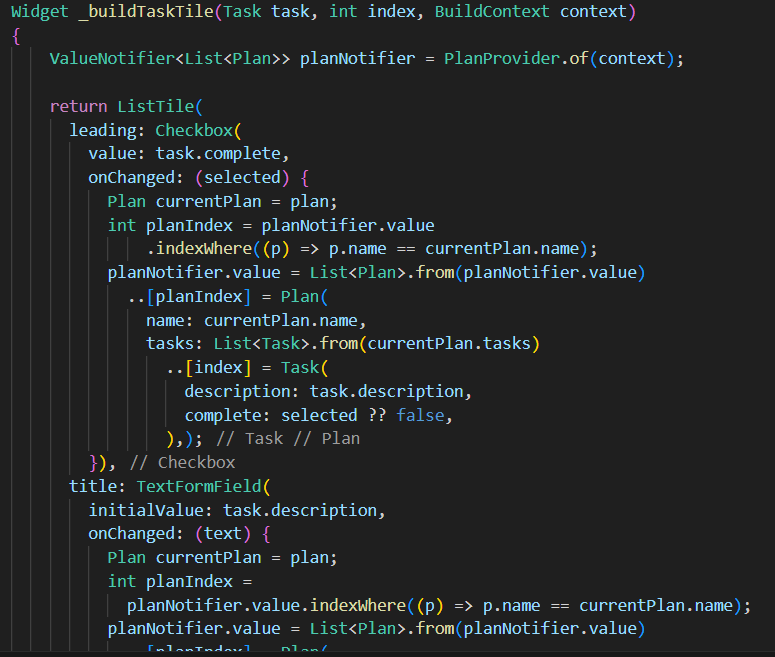 Widget _buildTaskTile(Task task, int index, BuildContext context)
{
ValueNotifier<List<Plan>> planNotifier = PlanProvider.of(context);
return ListTile(
leading: Checkbox(
value: task.complete,
onChanged: (selected) {
Plan currentPlan = plan;
int planIndex = planNotifier.value
.indexWhere((p) => p.name == currentPlan.name);
planNotifier.value = List<Plan>.from(planNotifier.value)
..[planIndex] = Plan(
name: currentPlan.name,
tasks: List<Task>.from(currentPlan.tasks)
..[index] = Task(
description: task.description,
complete: selected ?? false,
),); // Task // Plan
}), // Checkbox
title: TextFormField(
initialValue: task.description,
onChanged: (text) {
Plan currentPlan = plan;
int planIndex =
planNotifier.value.indexWhere((p) => p.name == currentPlan.name);
planNotifier.value = List<Plan>.from(planNotifier.value)
..[planIndex] = Plan(